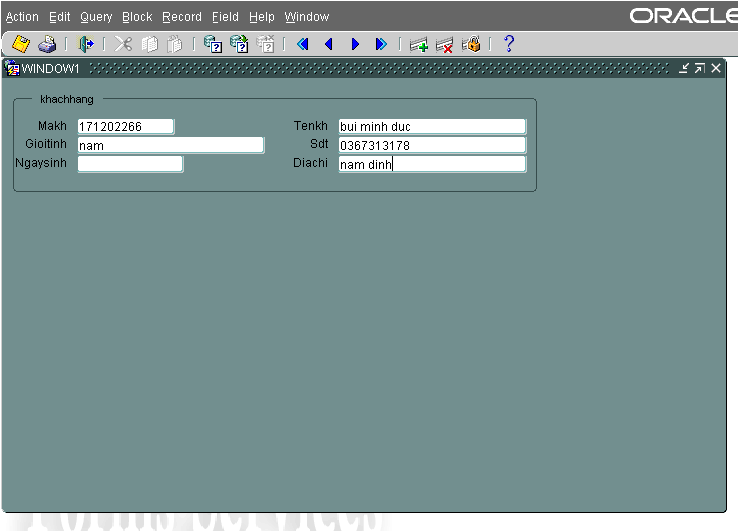 Action Edit Query Block Record Field Help Window ORACLE
WINDOW1
khachhang
Makh 171202266 Tenkh bui minh duc
Gioitinh nam Sdt 0367313178
Ngaysinh Diachi nam dinh